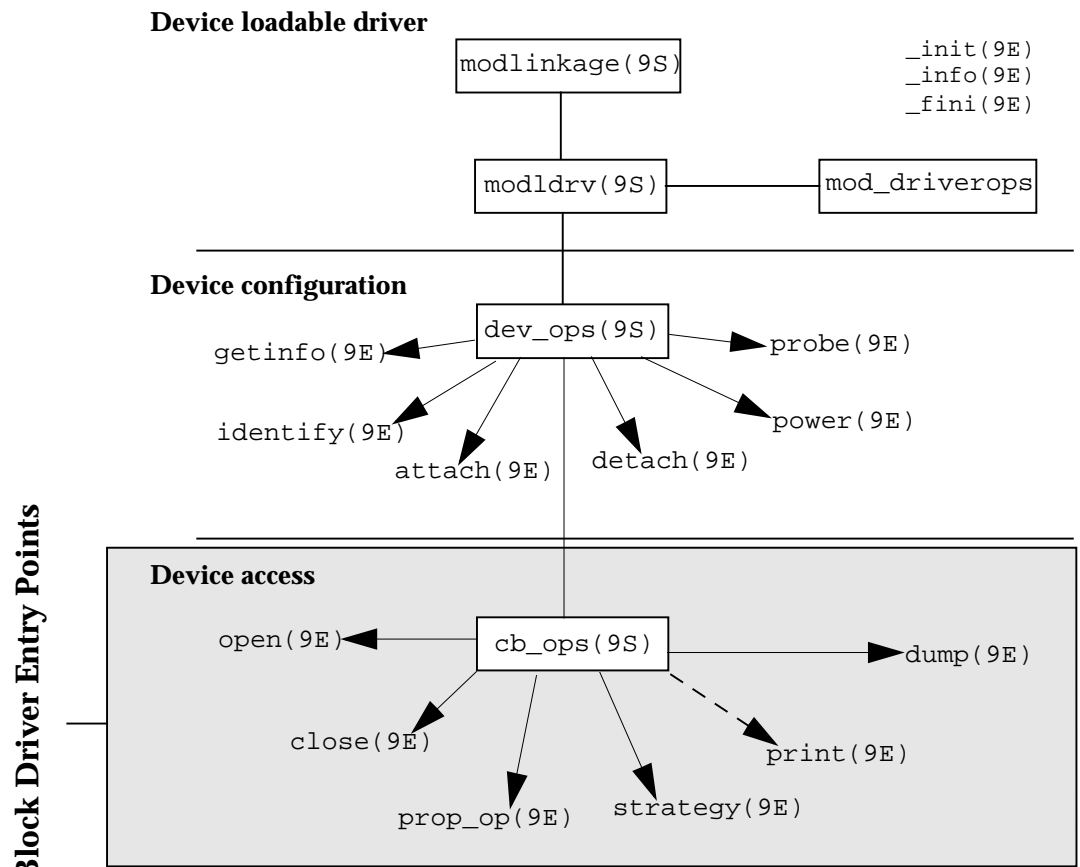 Device loadable driver
modlinkage(9S)
_init(9E)
_info(9E)
_fini(9E)
modldrv(9S)
mod_driverops
Device configuration
dev_ops(9S)
getinfo(9E)
probe(9E)
identify(9E)
power(9E)
attach(9E)
detach(9E)
Block Driver Entry Points
Device access
open(9E)
cb_ops(9S)
dump(9E)
close(9E)
print(9E)
prop_op(9E)
strategy(9E)